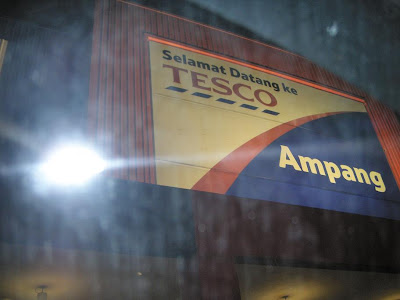 Selamat Datang ke
TESCO
Ampang